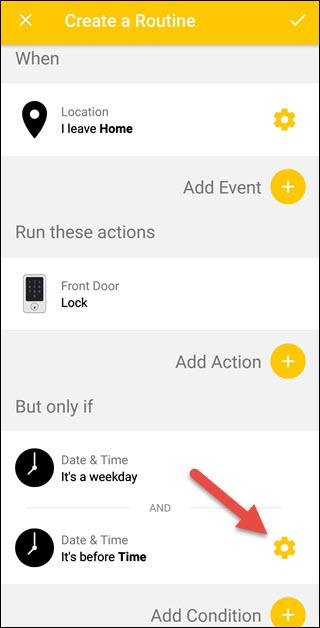 Create a Routine
When
Location
I leave Home
Add Event
Run these actions
Front Door
Lock
Add Action
But only if
Date & Time
It's a weekday
AND
Date & Time
It's before Time
Add Condition